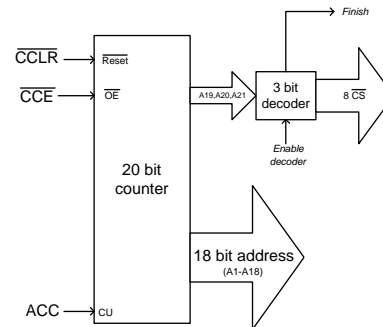 Finish
CCLR
Reset
A19,A20,A21
3 bit
decoder
8 CS
CCE
OE
Enable
decoder
20 bit
counter
18 bit address
(A1-A18)
ACC
CU